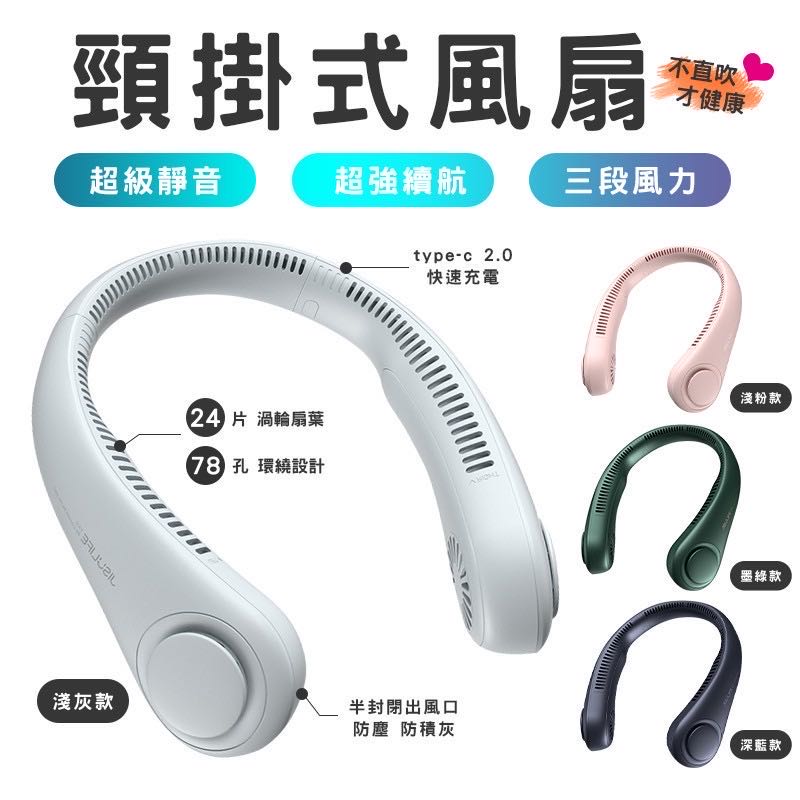 頸掛式風扇
不直吹
才健康
超級靜音
超強續航
三段風力
type-c 2.0
快速充電
24 片 渦輪扇葉
78 孔 環繞設計
淺粉款
墨綠款
淺灰款
半封閉出風口
防塵 防積灰
深藍款
JISULIFE